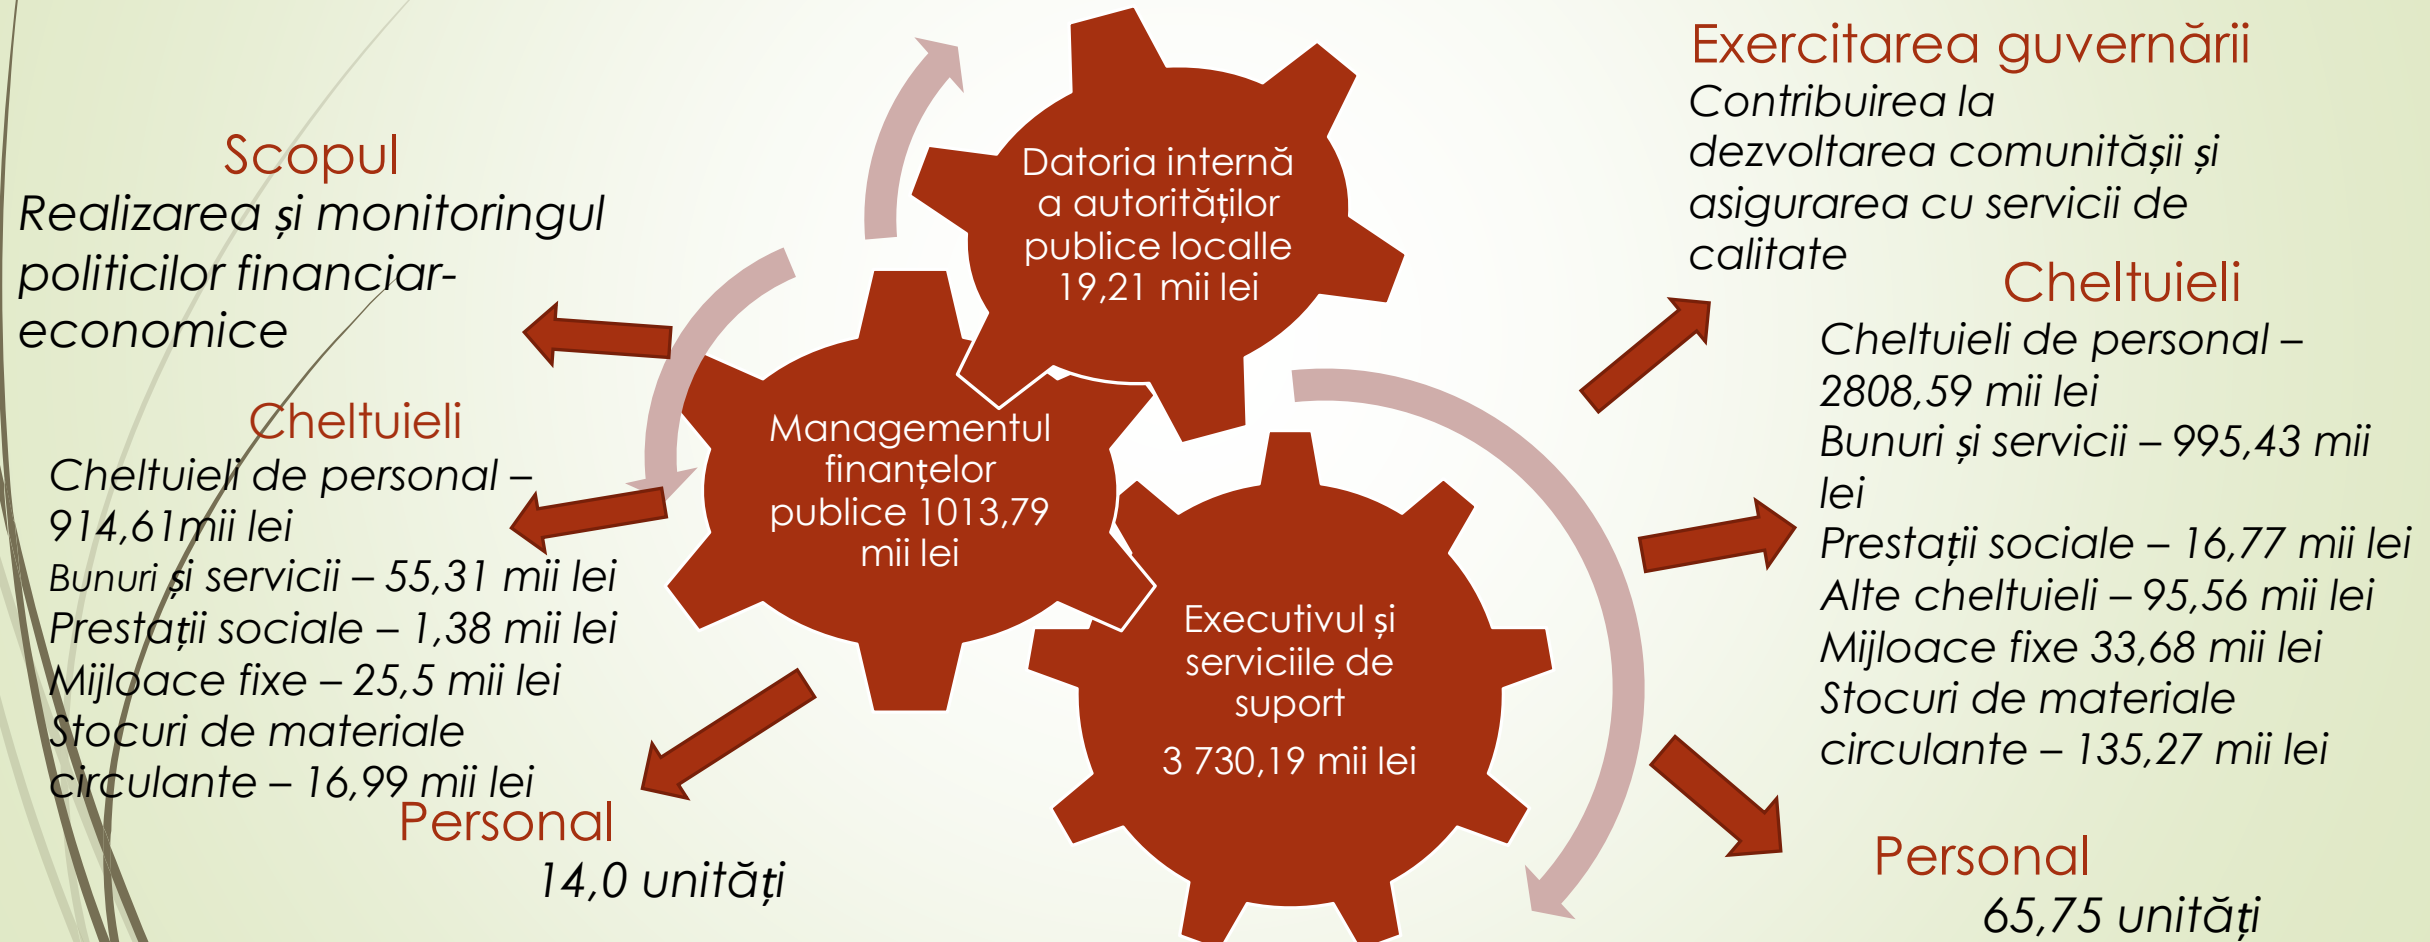 Scopul
Realizarea și monitoringul
politicilor financiar-
economice
Cheltuieli
Cheltuieli de personal –
914,61mii lei
Bunuri și servicii – 55,31 mii lei
Prestații sociale – 1,38 mii lei
Mijloace fixe – 25,5 mii lei
Stocuri de materiale
circulante – 16,99 mii lei
Personal
14,0 unități
Datoria internă
a autorităților
publice localle
19,21 mii lei
Managementul
finanțelor
publice 1013,79
mii lei
Executivul și
serviciile de
suport
3 730,19 mii lei
Exercitarea guvernării
Contribuirea la
dezvoltarea comunităşii și
asigurarea cu servicii de
calitate
Cheltuieli
Cheltuieli de personal –
2808,59 mii lei
Bunuri și servicii – 995,43 mii
lei
Prestații sociale – 16,77 mii lei
Alte cheltuieli – 95,56 mii lei
Mijloace fixe 33,68 mii lei
Stocuri de materiale
circulante – 135,27 mii lei
Personal
65,75 unități